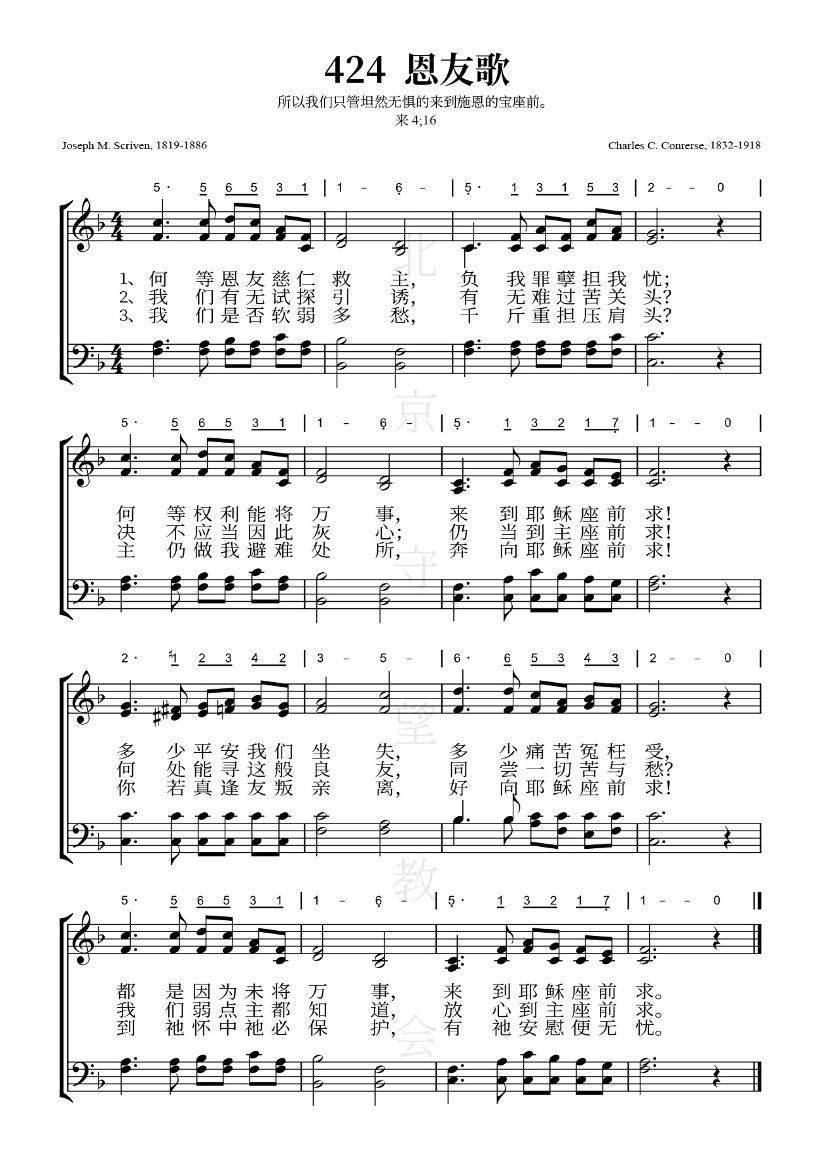 424 恩友歌
所以我们只管坦然无惧的来到施恩的宝座前。
来 4;16
Joseph M. Scriven, 1819-1886
Charles C. Conrerse, 1832-1918
5· 5 6 5 3 1 | 1 - 6 - | 5· 1 3 1 5 3 | 2 - 0 |
1、何 等恩友慈仁救 主， 负 我罪孽担我忧；
2、我 们有无试探引 诱， 有 无难过苦关头？
3、我 们是否软弱多 愁， 千 斤重担压肩头？
5· 5 6 5 3 1 | 1 - 6 - | 5· 1 3 2 1 7 | 1 - 0 |
何 等权利能将万 事， 来 到耶稣座前求！
决 不应当因此灰 心； 仍 当到主座前求！
主 仍做我避难处 所， 奔 向耶稣座前求！
2· ♯1 2 3 4 2 | 3 - 5 - | 6· 6 5 3 4 3 | 2 - 0 |
多 少平安我们坐 失， 多 少痛苦冤枉受，
何 处能寻这般良 友， 同 尝一切苦与愁？
你 若真逢友叛亲 离， 好 向耶稣座前求！
5· 5 6 5 3 1 | 1 - 6 - | 5· 1 3 2 1 7 | 1 - 0
都 是因为未将万 事， 来 到耶稣座前求。
我 们弱点主都知 道， 放 心到主座前求。
到 祂怀中祂必保 护， 有 祂安慰便无忧。
北京守望教会